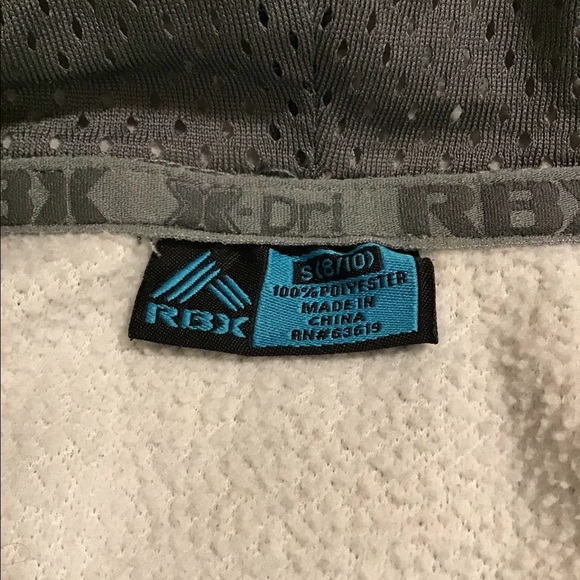 RBX X-Dri RBX
RBX
S(8/10)
100%POLYESTER
MADE IN
CHINA
RN#63619